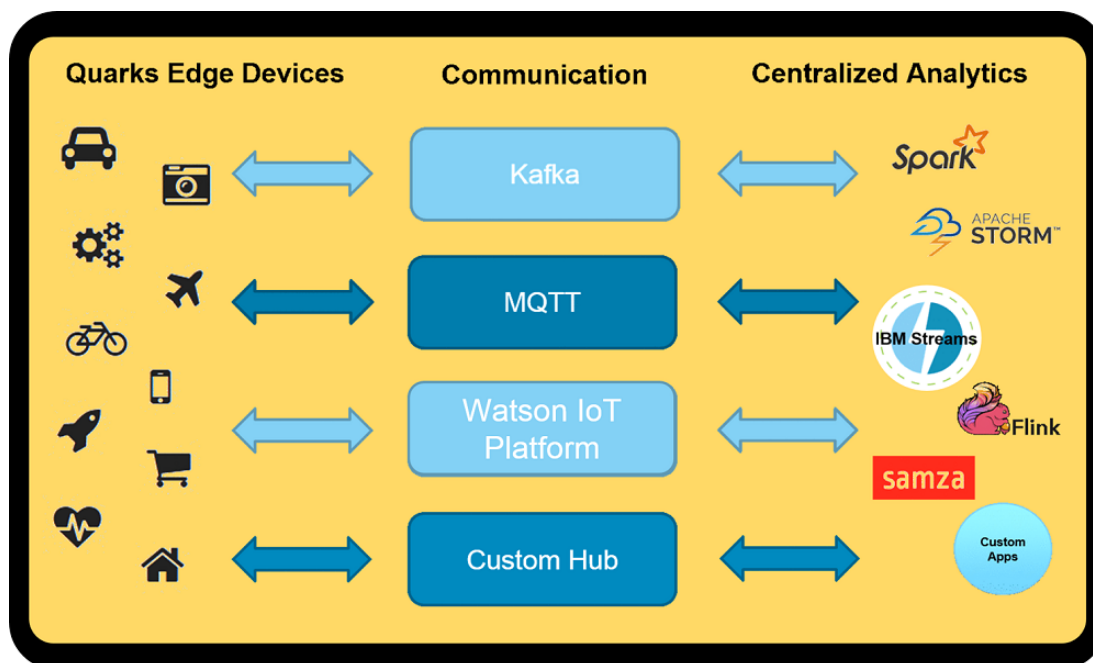 Quarks Edge Devices
Communication
Centralized Analytics
Kafka
Spark
APACHE
STORM™
MQTT
IBM Streams
Watson IoT
Platform
Flink
samza
Custom Hub
Custom
Apps